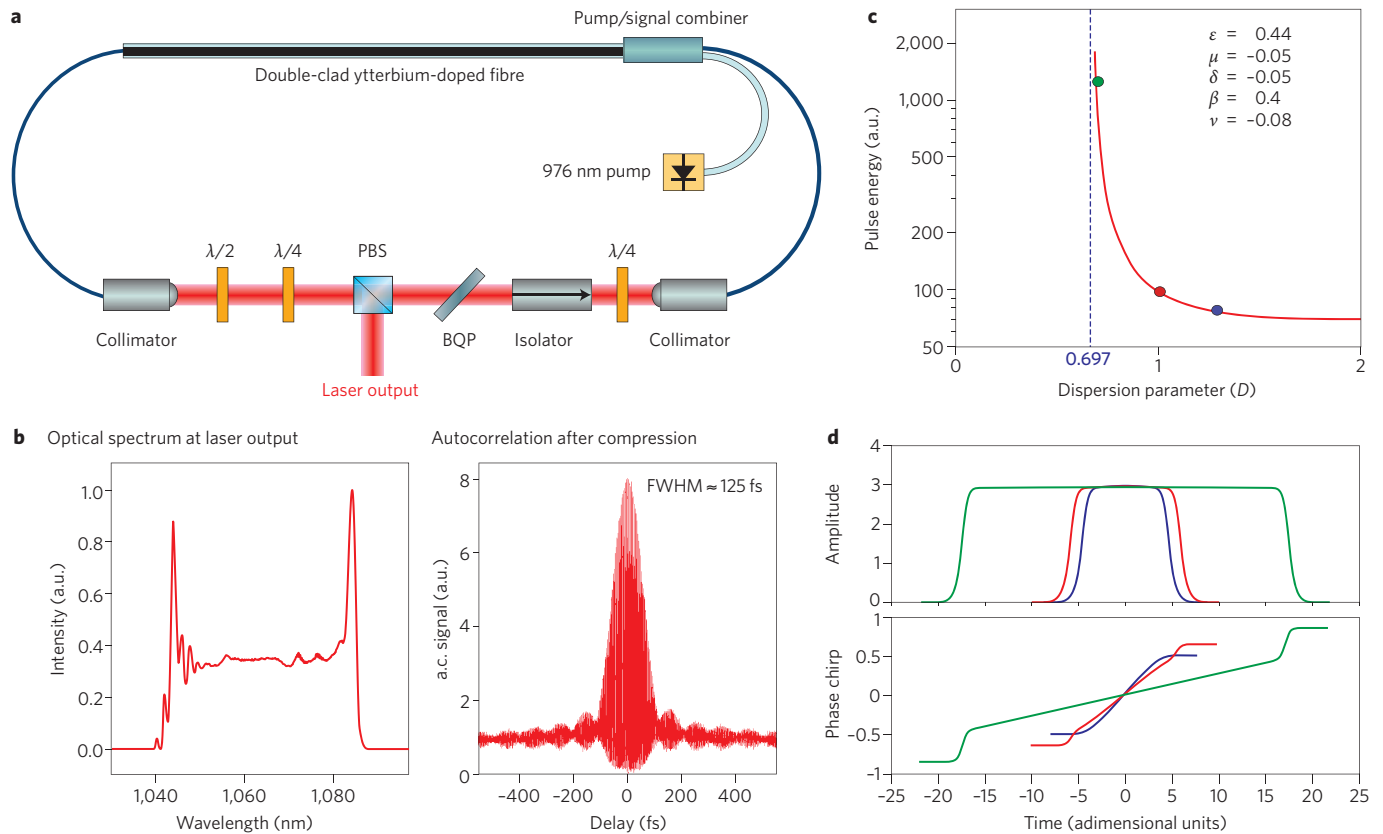 a
Pump/signal combiner
Double-clad ytterbium-doped fibre
976 nm pump
λ/2
λ/4
PBS
λ/4
Collimator
BQP
Isolator
Collimator
Laser output
b
Optical spectrum at laser output
Intensity (a.u.)
1.0
0.8
0.6
0.4
0.2
0.0
1,040
1,060
1,080
Wavelength (nm)
Autocorrelation after compression
FWHM ≈ 125 fs
a.c. signal (a.u.)
8
6
4
2
0
−400
−200
0
200
400
Delay (fs)
c
Pulse energy (a.u.)
2,000
1,000
500
200
100
50
ε = 0.44
μ = −0.05
δ = −0.05
β = 0.4
ν = −0.08
0.697
0
1
2
Dispersion parameter (D)
d
Amplitude
4
3
2
1
0
Phase chirp
1
0.5
0
−0.5
−1
−25
−20
−15
−10
−5
0
5
10
15
20
25
Time (adimensional units)